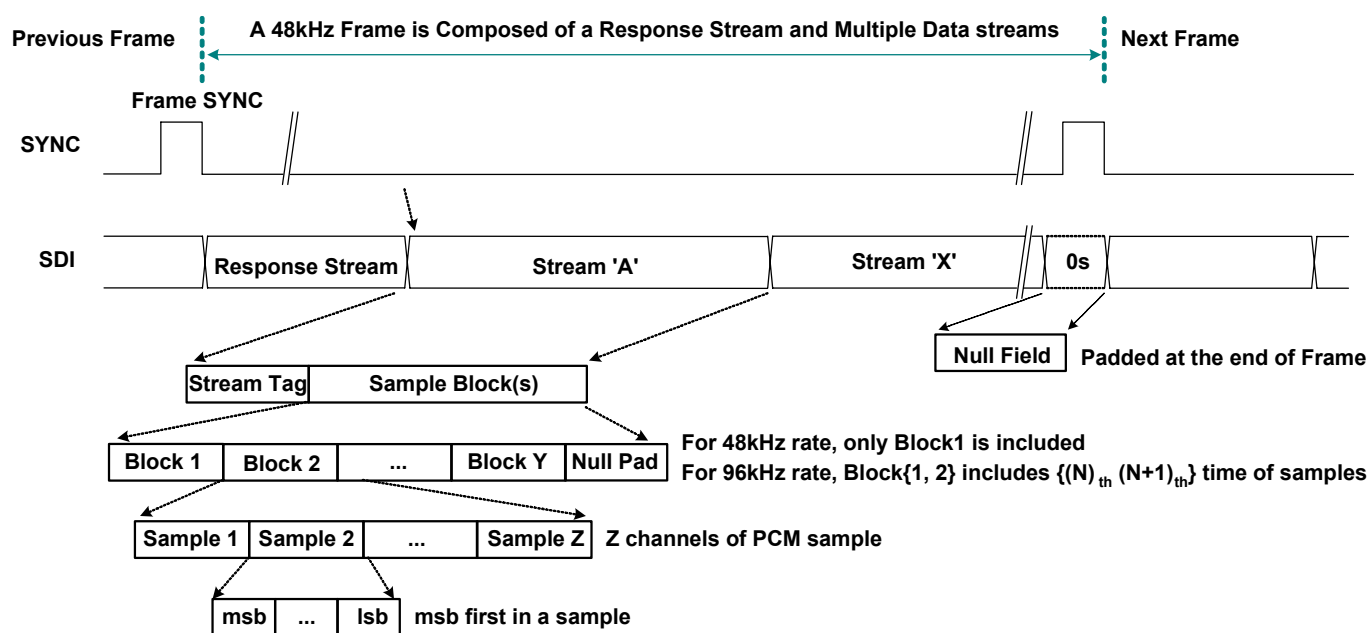 A 48kHz Frame is Composed of a Response Stream and Multiple Data streams
Previous Frame
Next Frame
Frame SYNC
SYNC
SDI
Response Stream
Stream 'A'
Stream 'X'
0s
Null Field
Padded at the end of Frame
Stream Tag
Sample Block(s)
Block 1
Block 2
...
Block Y
Null Pad
For 48kHz rate, only Block1 is included
For 96kHz rate, Block{1, 2} includes {(N)th (N+1)th} time of samples
Sample 1
Sample 2
...
Sample Z
Z channels of PCM sample
msb
...
lsb
msb first in a sample